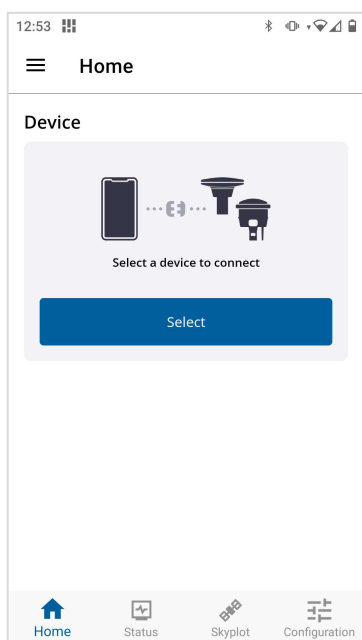 12:53
Home
Device
Select a device to connect
Select
Home
Status
Skyplot
Configuration